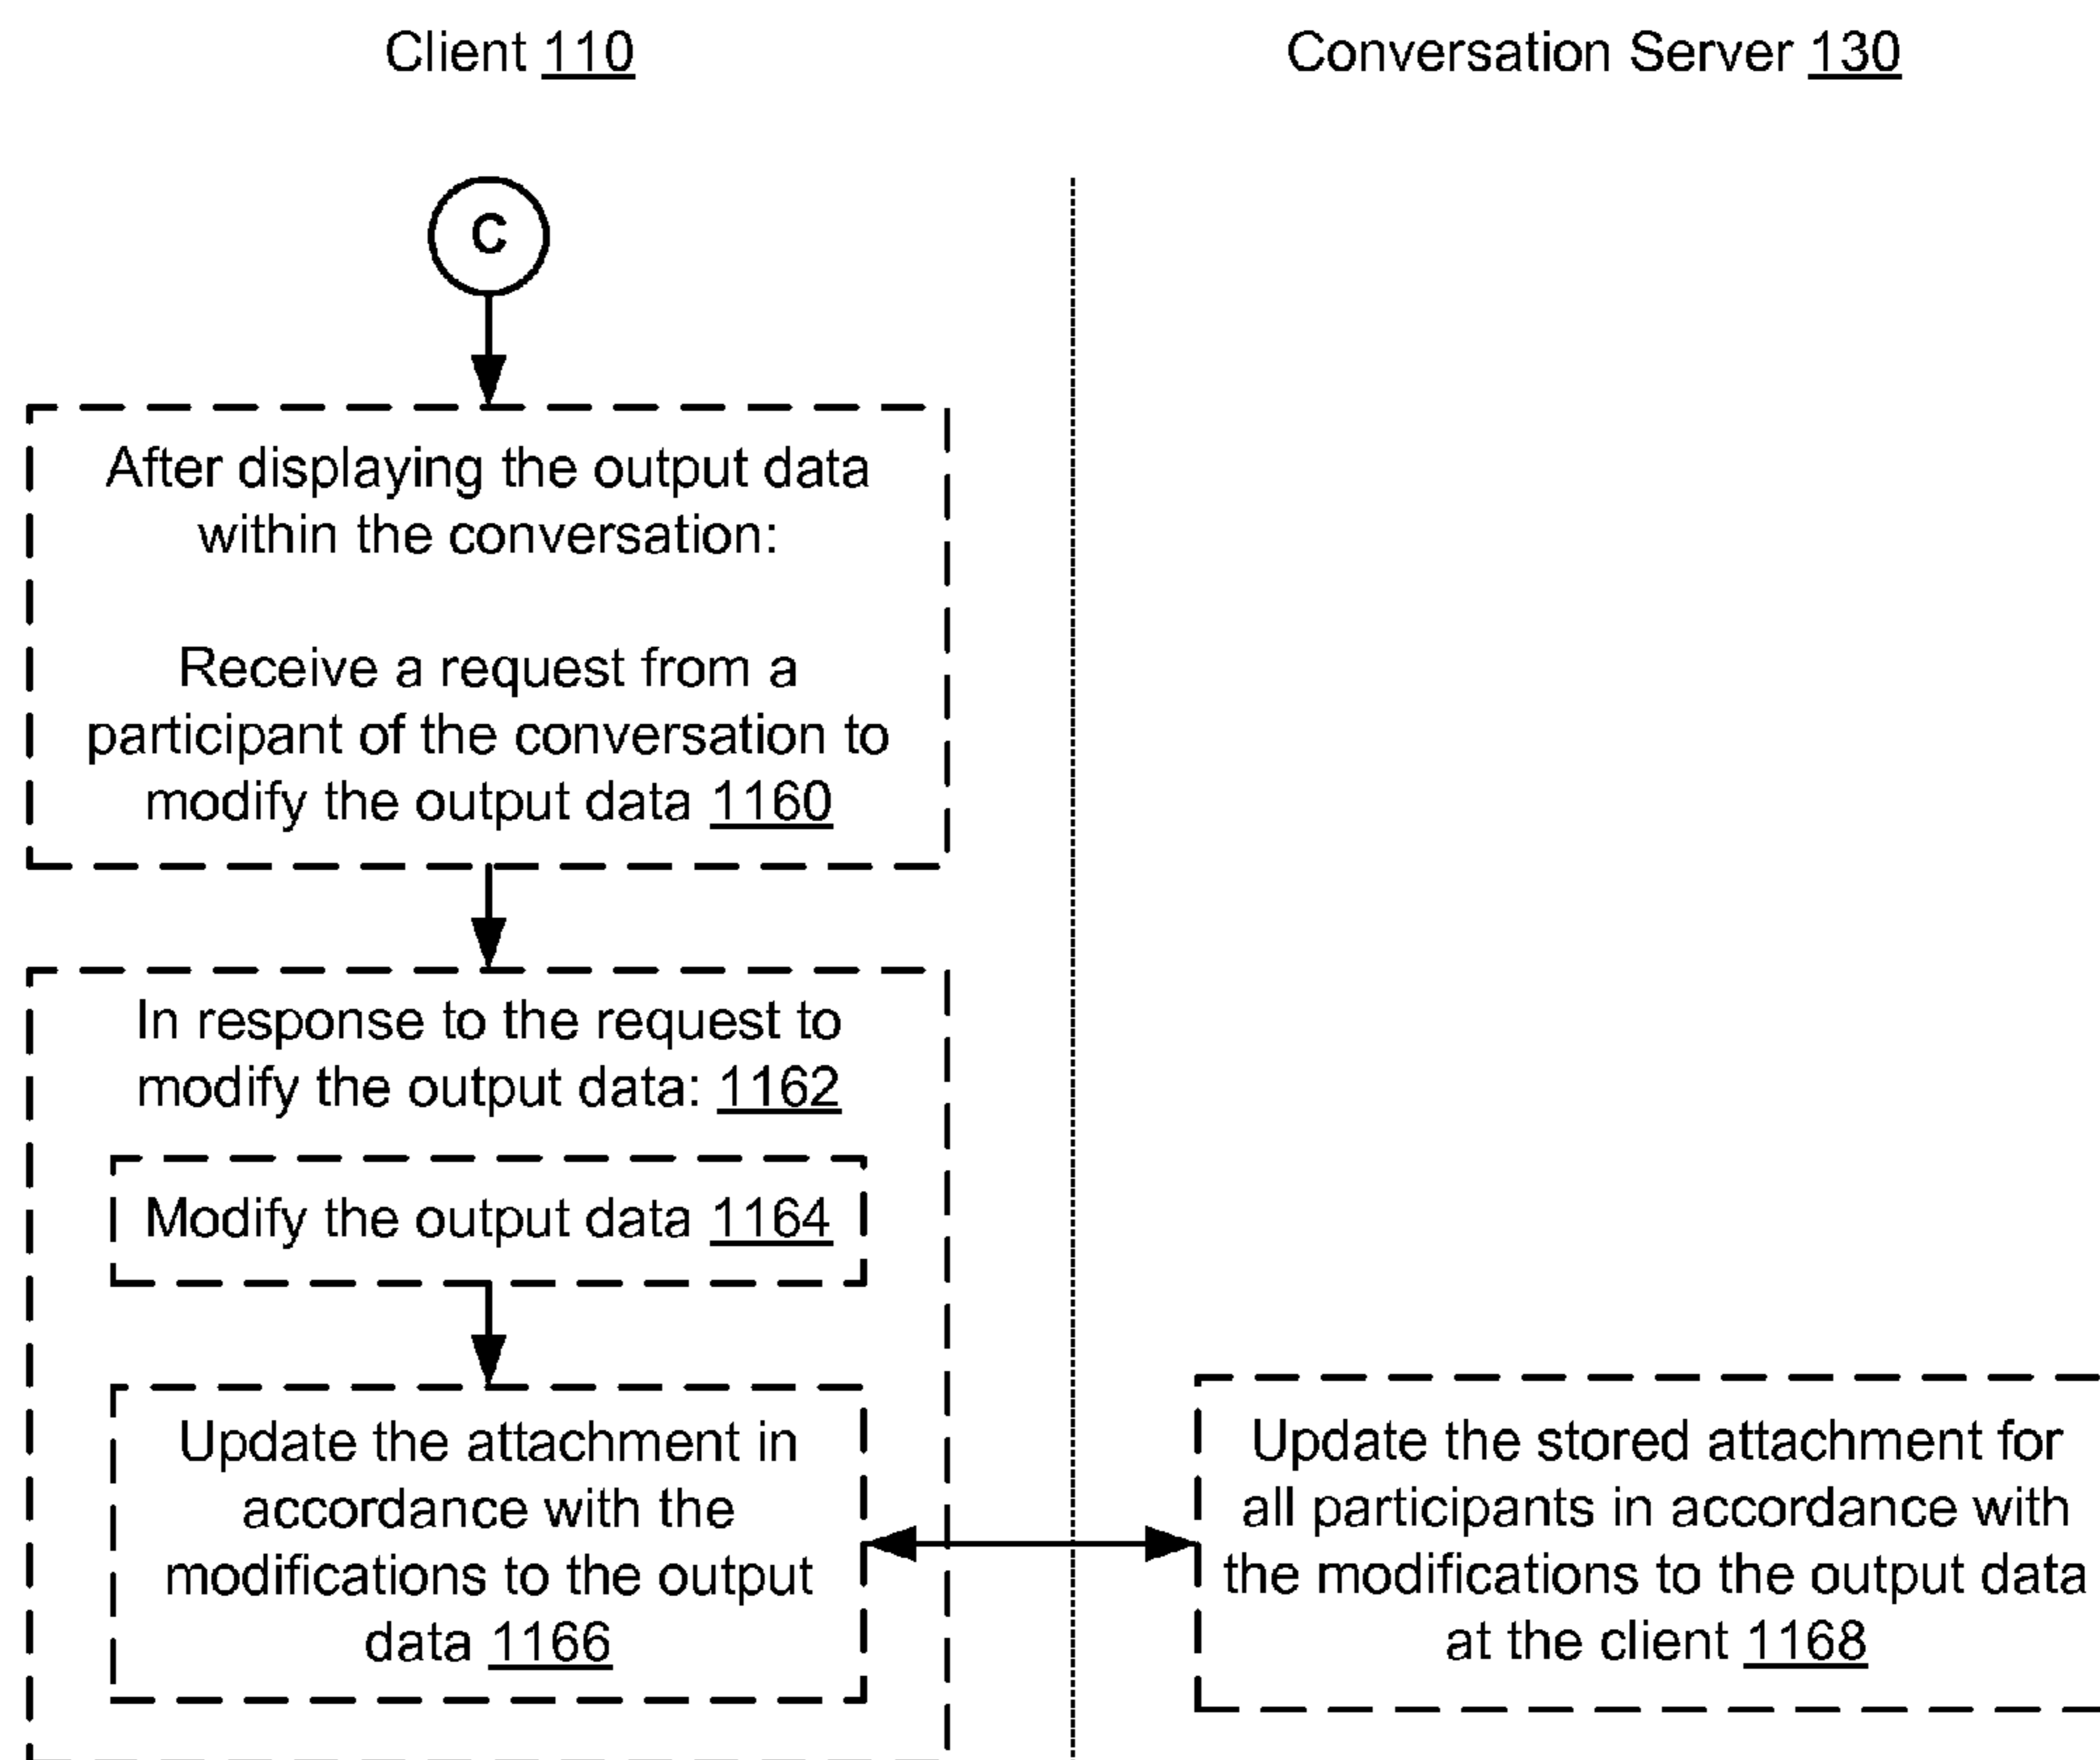 Client 110
Conversation Server 130
C
After displaying the output data
within the conversation:
Receive a request from a
participant of the conversation to
modify the output data 1160
In response to the request to
modify the output data: 1162
Modify the output data 1164
Update the attachment in
accordance with the
modifications to the output
data 1166
Update the stored attachment for
all participants in accordance with
the modifications to the output data
at the client 1168